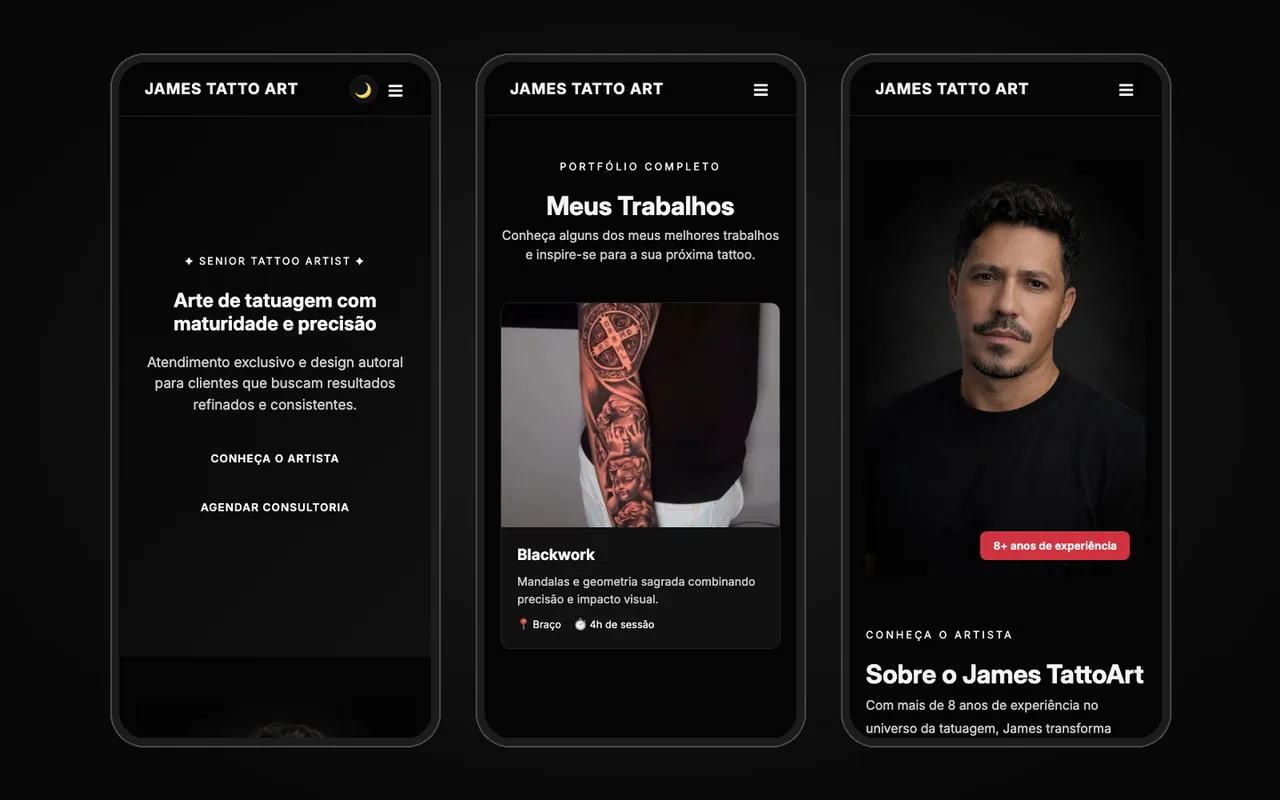 JAMES TATTO ART
✦ SENIOR TATTOO ARTIST ✦
Arte de tatuagem com
maturidade e precisão
Atendimento exclusivo e design autoral
para clientes que buscam resultados
refinados e consistentes.
CONHEÇA O ARTISTA
AGENDAR CONSULTORIA
JAMES TATTO ART
PORTFÓLIO COMPLETO
Meus Trabalhos
Conheça alguns dos meus melhores trabalhos
e inspire-se para a sua próxima tattoo.
Blackwork
Mandalas e geometria sagrada combinando
precisão e impacto visual.
📍 Braço ⏱️ 4h de sessão
JAMES TATTO ART
8+ anos de experiência
CONHEÇA O ARTISTA
Sobre o James TattoArt
Com mais de 8 anos de experiência no
universo da tatuagem, James transforma